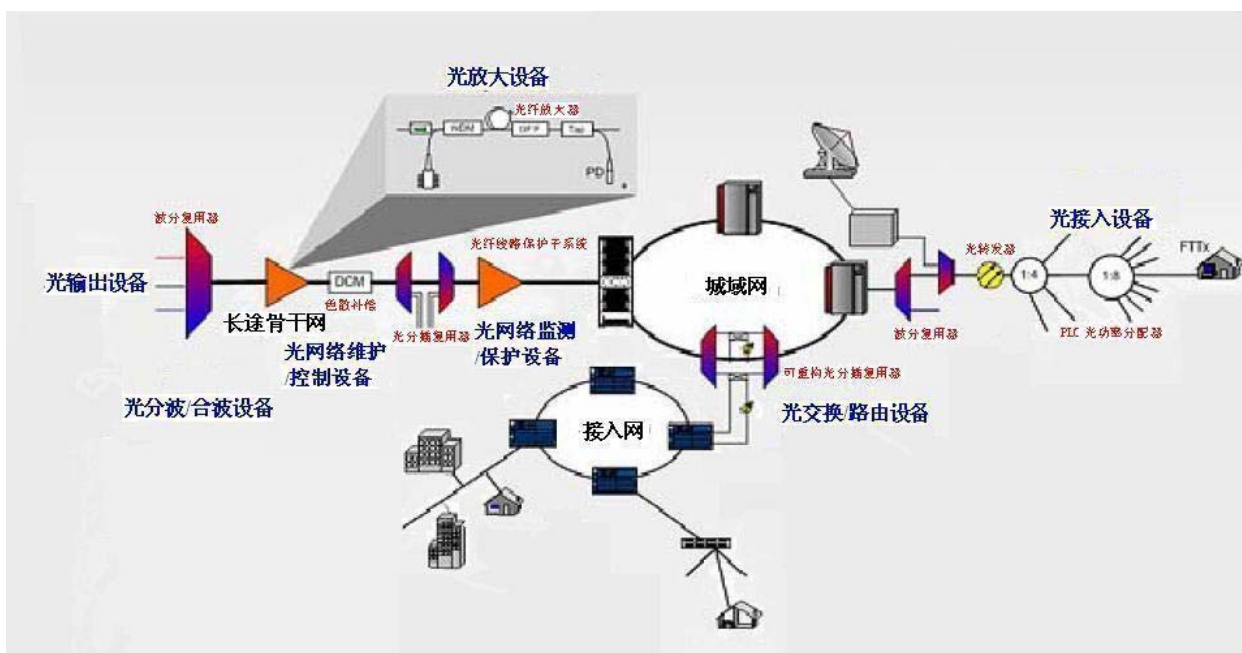 光放大设备
光纤放大器
WDM
GFF
Tap
PD
波分复用器
光纤线路保护子系统
光接入设备
光转发器
FTTx
光输出设备
DCM
城域网
1:4
1:8
色散补偿
长途骨干网
光分插复用器
光网络监测
/保护设备
波分复用器
PLC 光功率分配器
光网络维护
/控制设备
可重构光分插复用器
光分波/合波设备
光交换/路由设备
接入网